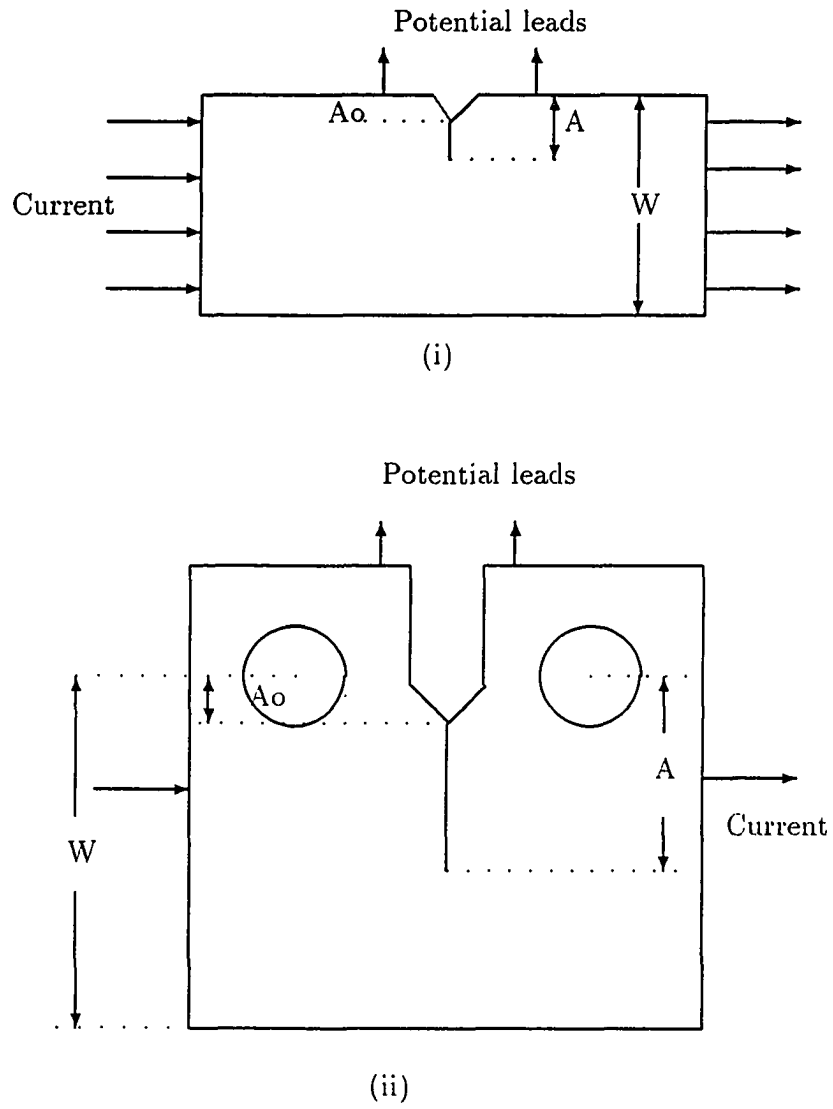 Potential leads
Ao
A
Current
W
(i)
Potential leads
Ao
A
W
Current
(ii)